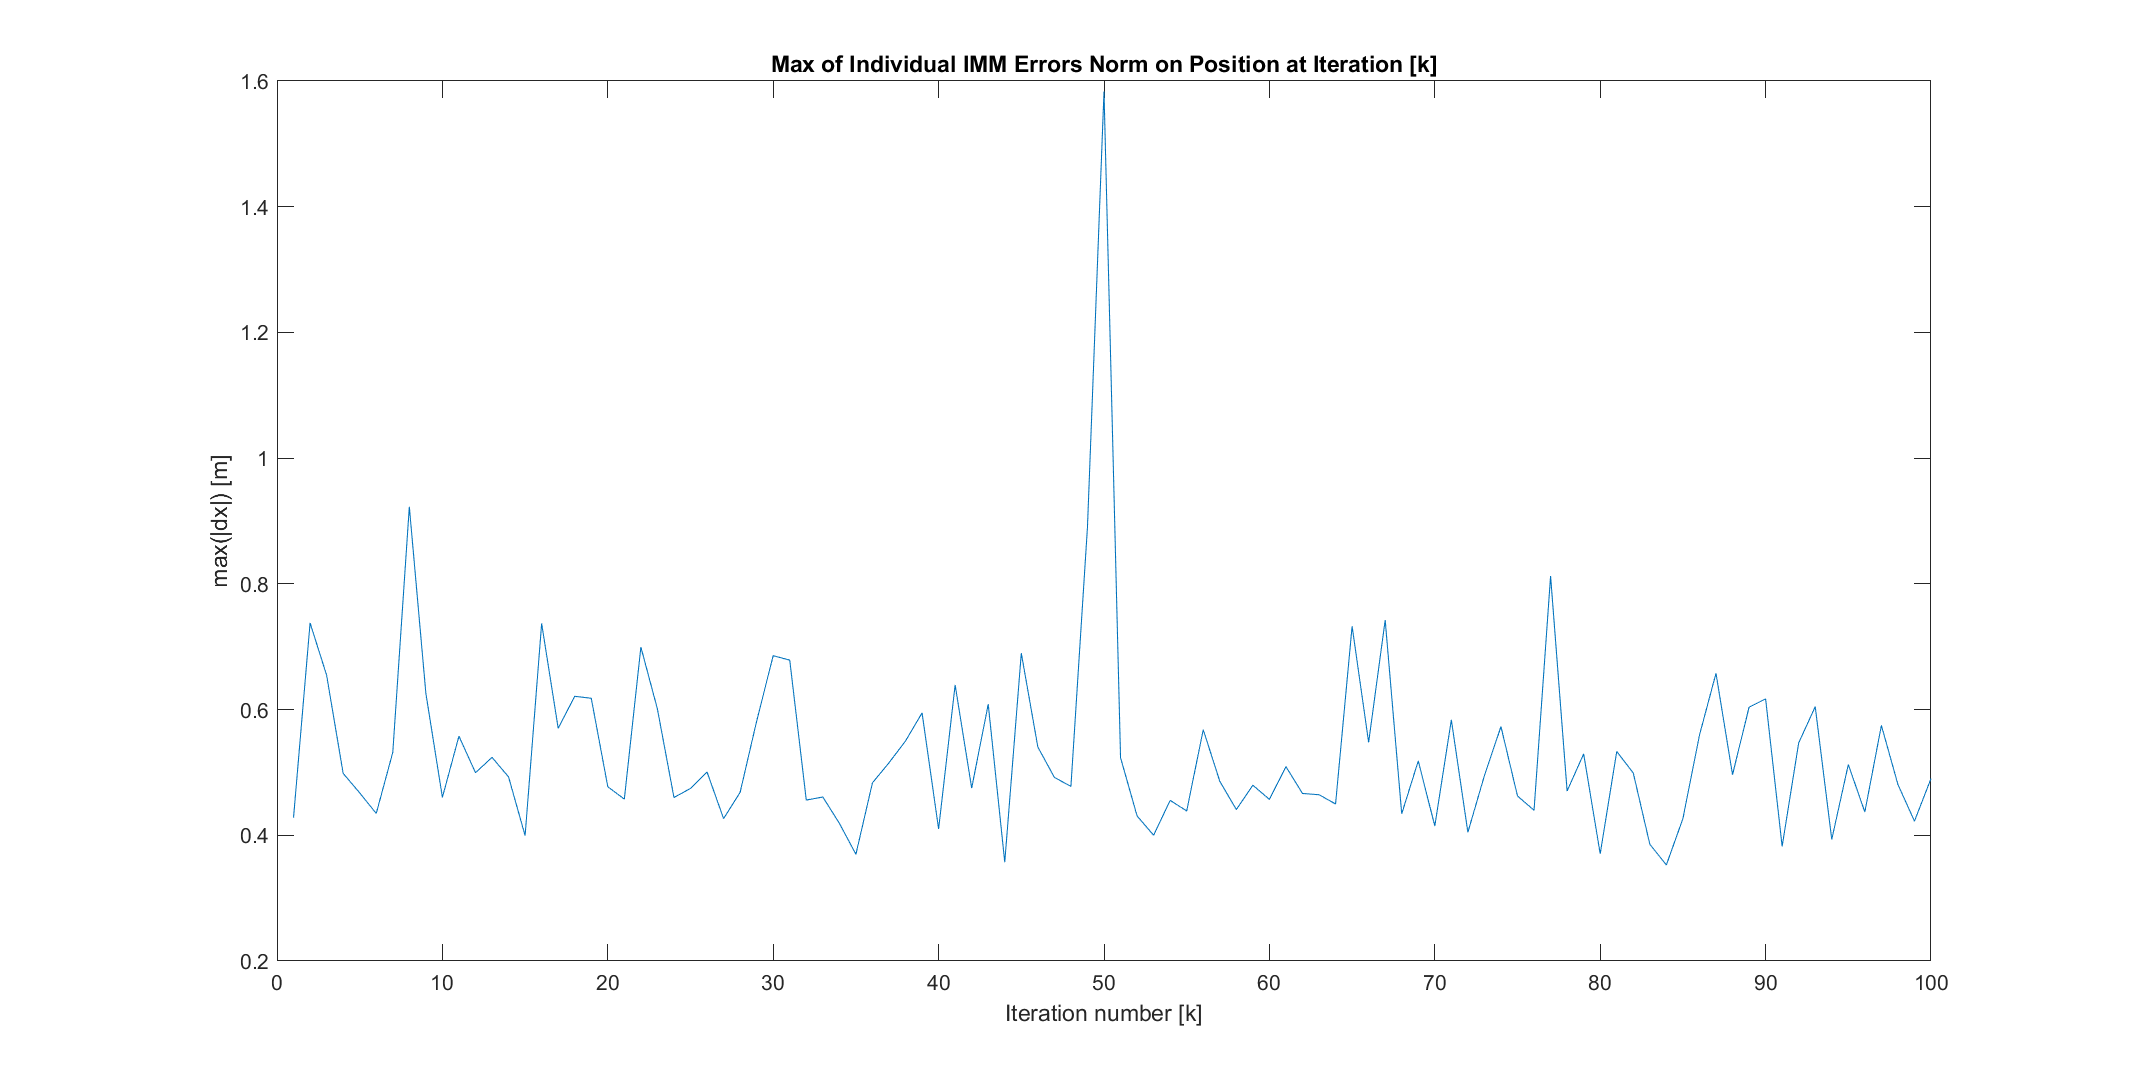 Max of Individual IMM Errors Norm on Position at Iteration [k]
1.6
1.4
1.2
1
0.8
0.6
0.4
0.2
max(|dx|) [m]
0 10 20 30 40 50 60 70 80 90 100
Iteration number [k]